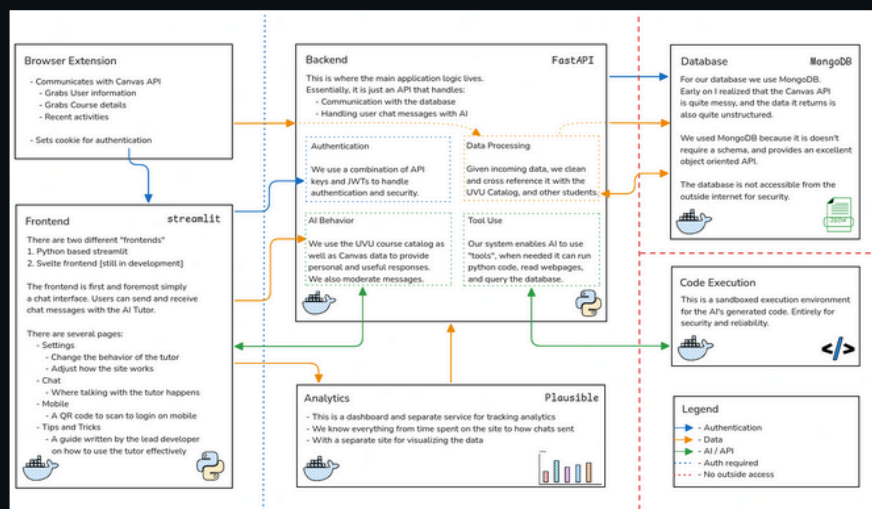 Browser Extension
- Communicates with Canvas API
- Grabs User information
- Grabs Course details
- Recent activities
- Sets cookie for authentication
Frontend
streamlit
There are two different "frontends"
1. Python based streamlit
2. Svelte frontend [still in development]
The frontend is first and foremost simply
a chat interface. Users can send and receive
chat messages with the AI Tutor.
There are several pages:
- Settings
- Change the behavior of the tutor
- Adjust how the site works
- Chat
- Where talking with the tutor happens
- Mobile
- A QR code to scan to login on mobile
- Tips and Tricks
- A guide written by the lead developer
on how to use the tutor effectively
Backend
FastAPI
This is where the main application logic lives.
Essentially, it is just an API that handles:
- Communication with the database
- Handling user chat messages with AI
Authentication
We use a combination of API
keys and JWTs to handle
authentication and security.
Data Processing
Given incoming data, we clean
and cross reference it with the
UVU Catalog, and other students.
AI Behavior
We use the UVU course catalog as
well as Canvas data to provide
personal and useful responses.
We also moderate messages.
Tool Use
Our system enables AI to use
"tools", when needed it can run
python code, read webpages,
and query the database.
Analytics
Plausible
- This is a dashboard and separate service for tracking analytics
- We know everything from time spent on the site to how chats sent
- With a separate site for visualizing the data
Database
MongoDB
For our database we use MongoDB.
Early on I realized that the Canvas API
is quite messy, and the data it returns is
also quite unstructured.
We used MongoDB because it is doesn't
require a schema, and provides an excellent
object oriented API.
The database is not accessible from the
outside internet for security.
JSON
Code Execution
This is a sandboxed execution environment
for the AI's generated code. Entirely for
security and reliability.
</>
Legend
- Authentication
- Data
- AI / API
- Auth required
- No outside access